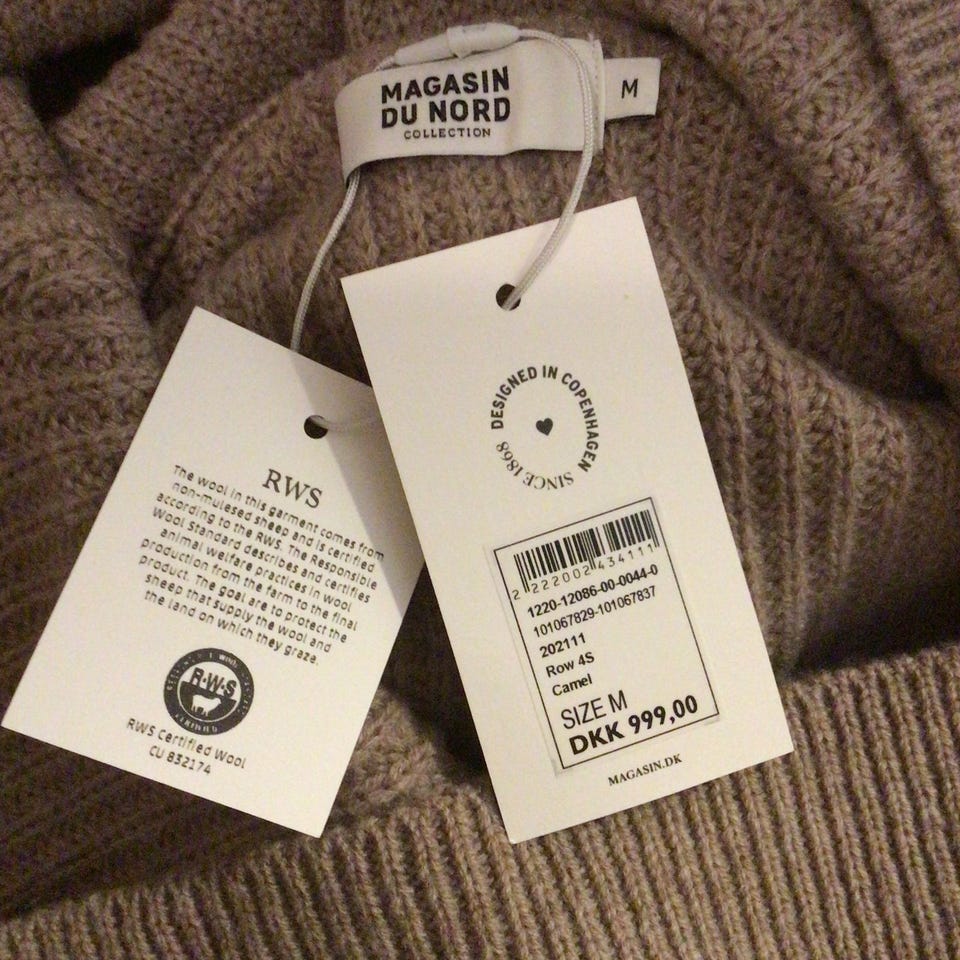 MAGASIN
DU NORD
COLLECTION
M
DESIGNED IN COPENHAGEN
SINCE 1868
2 222002 434111
1220-12086-00-0044-0
101067829-101067837
202111
Row 4S
Camel
SIZE M
DKK 999,00
MAGASIN.DK
RWS
The wool in this garment comes from
non-mulesed sheep and is certified
according to the RWS. The Responsible
Wool Standard describes and certifies
animal welfare practices in wool
production from the farm to the final
product. The goal are to protect the
sheep that supply the wool and
the land on which they graze.
R·W·S
RWS Certified Wool
CU 832174